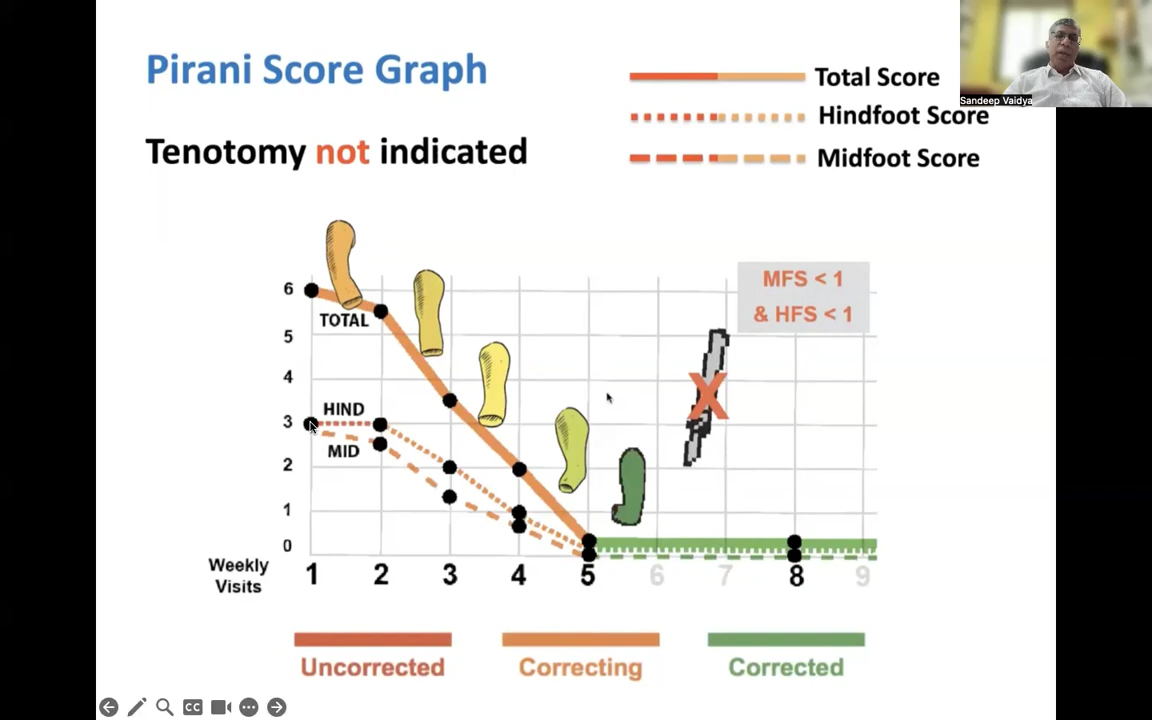 Pirani Score Graph
Tenotomy not indicated
Total Score
Hindfoot Score
Midfoot Score
Sandeep Vaidya
MFS < 1
& HFS < 1
6
5
4
3
2
1
0
TOTAL
HIND
MID
Weekly
Visits
1 2 3 4 5 6 7 8 9
Uncorrected Correcting Corrected
CC